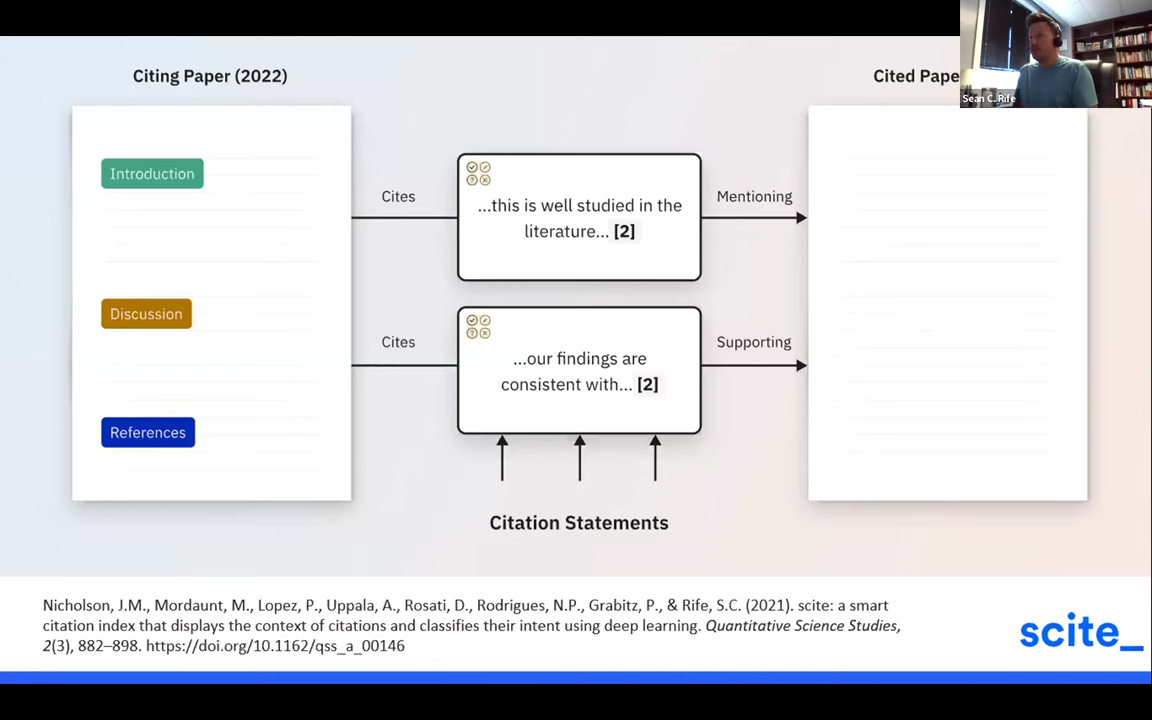 Citing Paper (2022)
Cited Pape
Sean C. Rife
Introduction
Cites
...this is well studied in the
literature... [2]
Mentioning
Discussion
Cites
...our findings are
consistent with... [2]
Supporting
References
Citation Statements
Nicholson, J.M., Mordaunt, M., Lopez, P., Uppala, A., Rosati, D., Rodrigues, N.P., Grabitz, P., & Rife, S.C. (2021). scite: a smart
citation index that displays the context of citations and classifies their intent using deep learning. Quantitative Science Studies,
2(3), 882–898. https://doi.org/10.1162/qss_a_00146
scite_